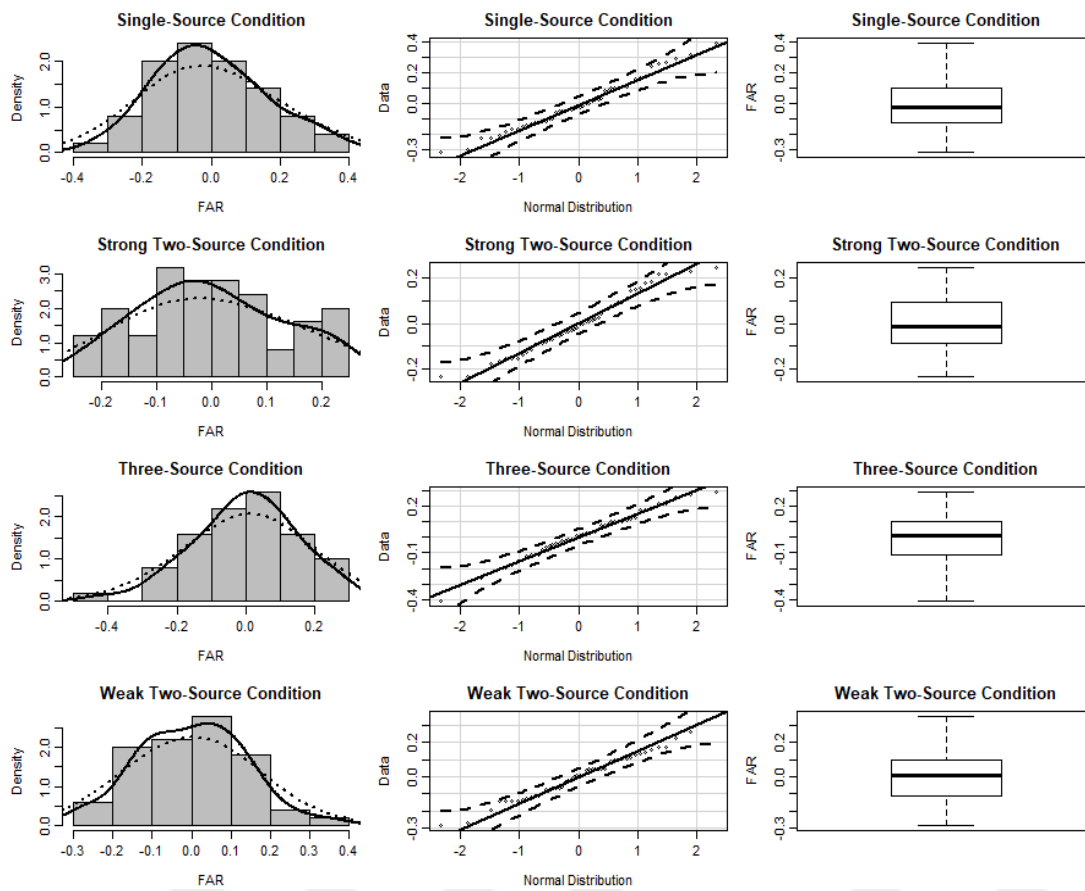 Single-Source Condition
Density
0.0 1.0 2.0
-0.4 -0.2 0.0 0.2 0.4
FAR
Single-Source Condition
Data
-0.3 0.0 0.2 0.4
-2 -1 0 1 2
Normal Distribution
Single-Source Condition
FAR
-0.3 0.0 0.2 0.4
Strong Two-Source Condition
Density
0.0 1.0 2.0 3.0
-0.2 -0.1 0.0 0.1 0.2
FAR
Strong Two-Source Condition
Data
-0.2 0.0 0.2
-2 -1 0 1 2
Normal Distribution
Strong Two-Source Condition
FAR
-0.2 0.0 0.2
Three-Source Condition
Density
0.0 1.0 2.0
-0.4 -0.2 0.0 0.2
FAR
Three-Source Condition
Data
-0.4 -0.1 0.2
-2 -1 0 1 2
Normal Distribution
Three-Source Condition
FAR
-0.4 -0.1 0.2
Weak Two-Source Condition
Density
0.0 1.0 2.0
-0.3 -0.2 -0.1 0.0 0.1 0.2 0.3 0.4
FAR
Weak Two-Source Condition
Data
-0.3 0.0 0.2
-2 -1 0 1 2
Normal Distribution
Weak Two-Source Condition
FAR
-0.3 0.0 0.2